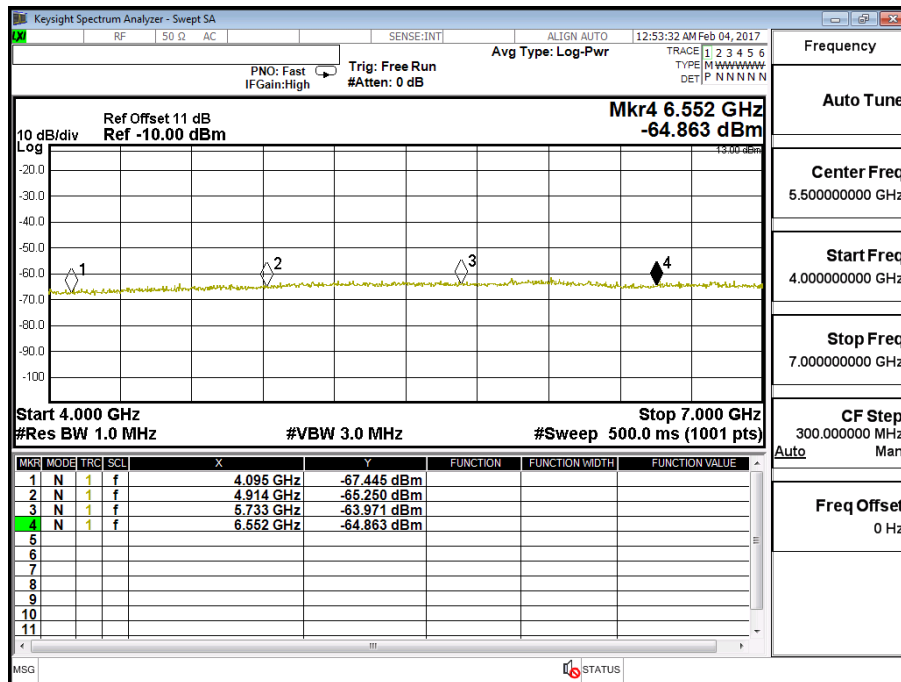 Keysight Spectrum Analyzer - Swept SA
LXI RF 50 Ω AC SENSE:INT ALIGN AUTO 12:53:32 AM Feb 04, 2017
Avg Type: Log-Pwr
TRACE 1 2 3 4 5 6
TYPE M WWWWW
DET P N N N N N
PNO: Fast
IFGain:High
Trig: Free Run
#Atten: 0 dB
Mkr4 6.552 GHz
-64.863 dBm
Ref Offset 11 dB
10 dB/div Ref -10.00 dBm
Log
-13.00 dBm
-20.0
-30.0
-40.0
-50.0
-60.0
-70.0
-80.0
-90.0
-100
1
2
3
4
Start 4.000 GHz Stop 7.000 GHz
#Res BW 1.0 MHz #VBW 3.0 MHz #Sweep 500.0 ms (1001 pts)
MKR MODE TRC SCL X Y FUNCTION FUNCTION WIDTH FUNCTION VALUE
1 N 1 f 4.095 GHz -67.445 dBm
2 N 1 f 4.914 GHz -65.250 dBm
3 N 1 f 5.733 GHz -63.971 dBm
4 N 1 f 6.552 GHz -64.863 dBm
5
6
7
8
9
10
11
MSG STATUS
Frequency
Auto Tune
Center Freq
5.500000000 GHz
Start Freq
4.000000000 GHz
Stop Freq
7.000000000 GHz
CF Step
300.000000 MHz
Auto Man
Freq Offset
0 Hz